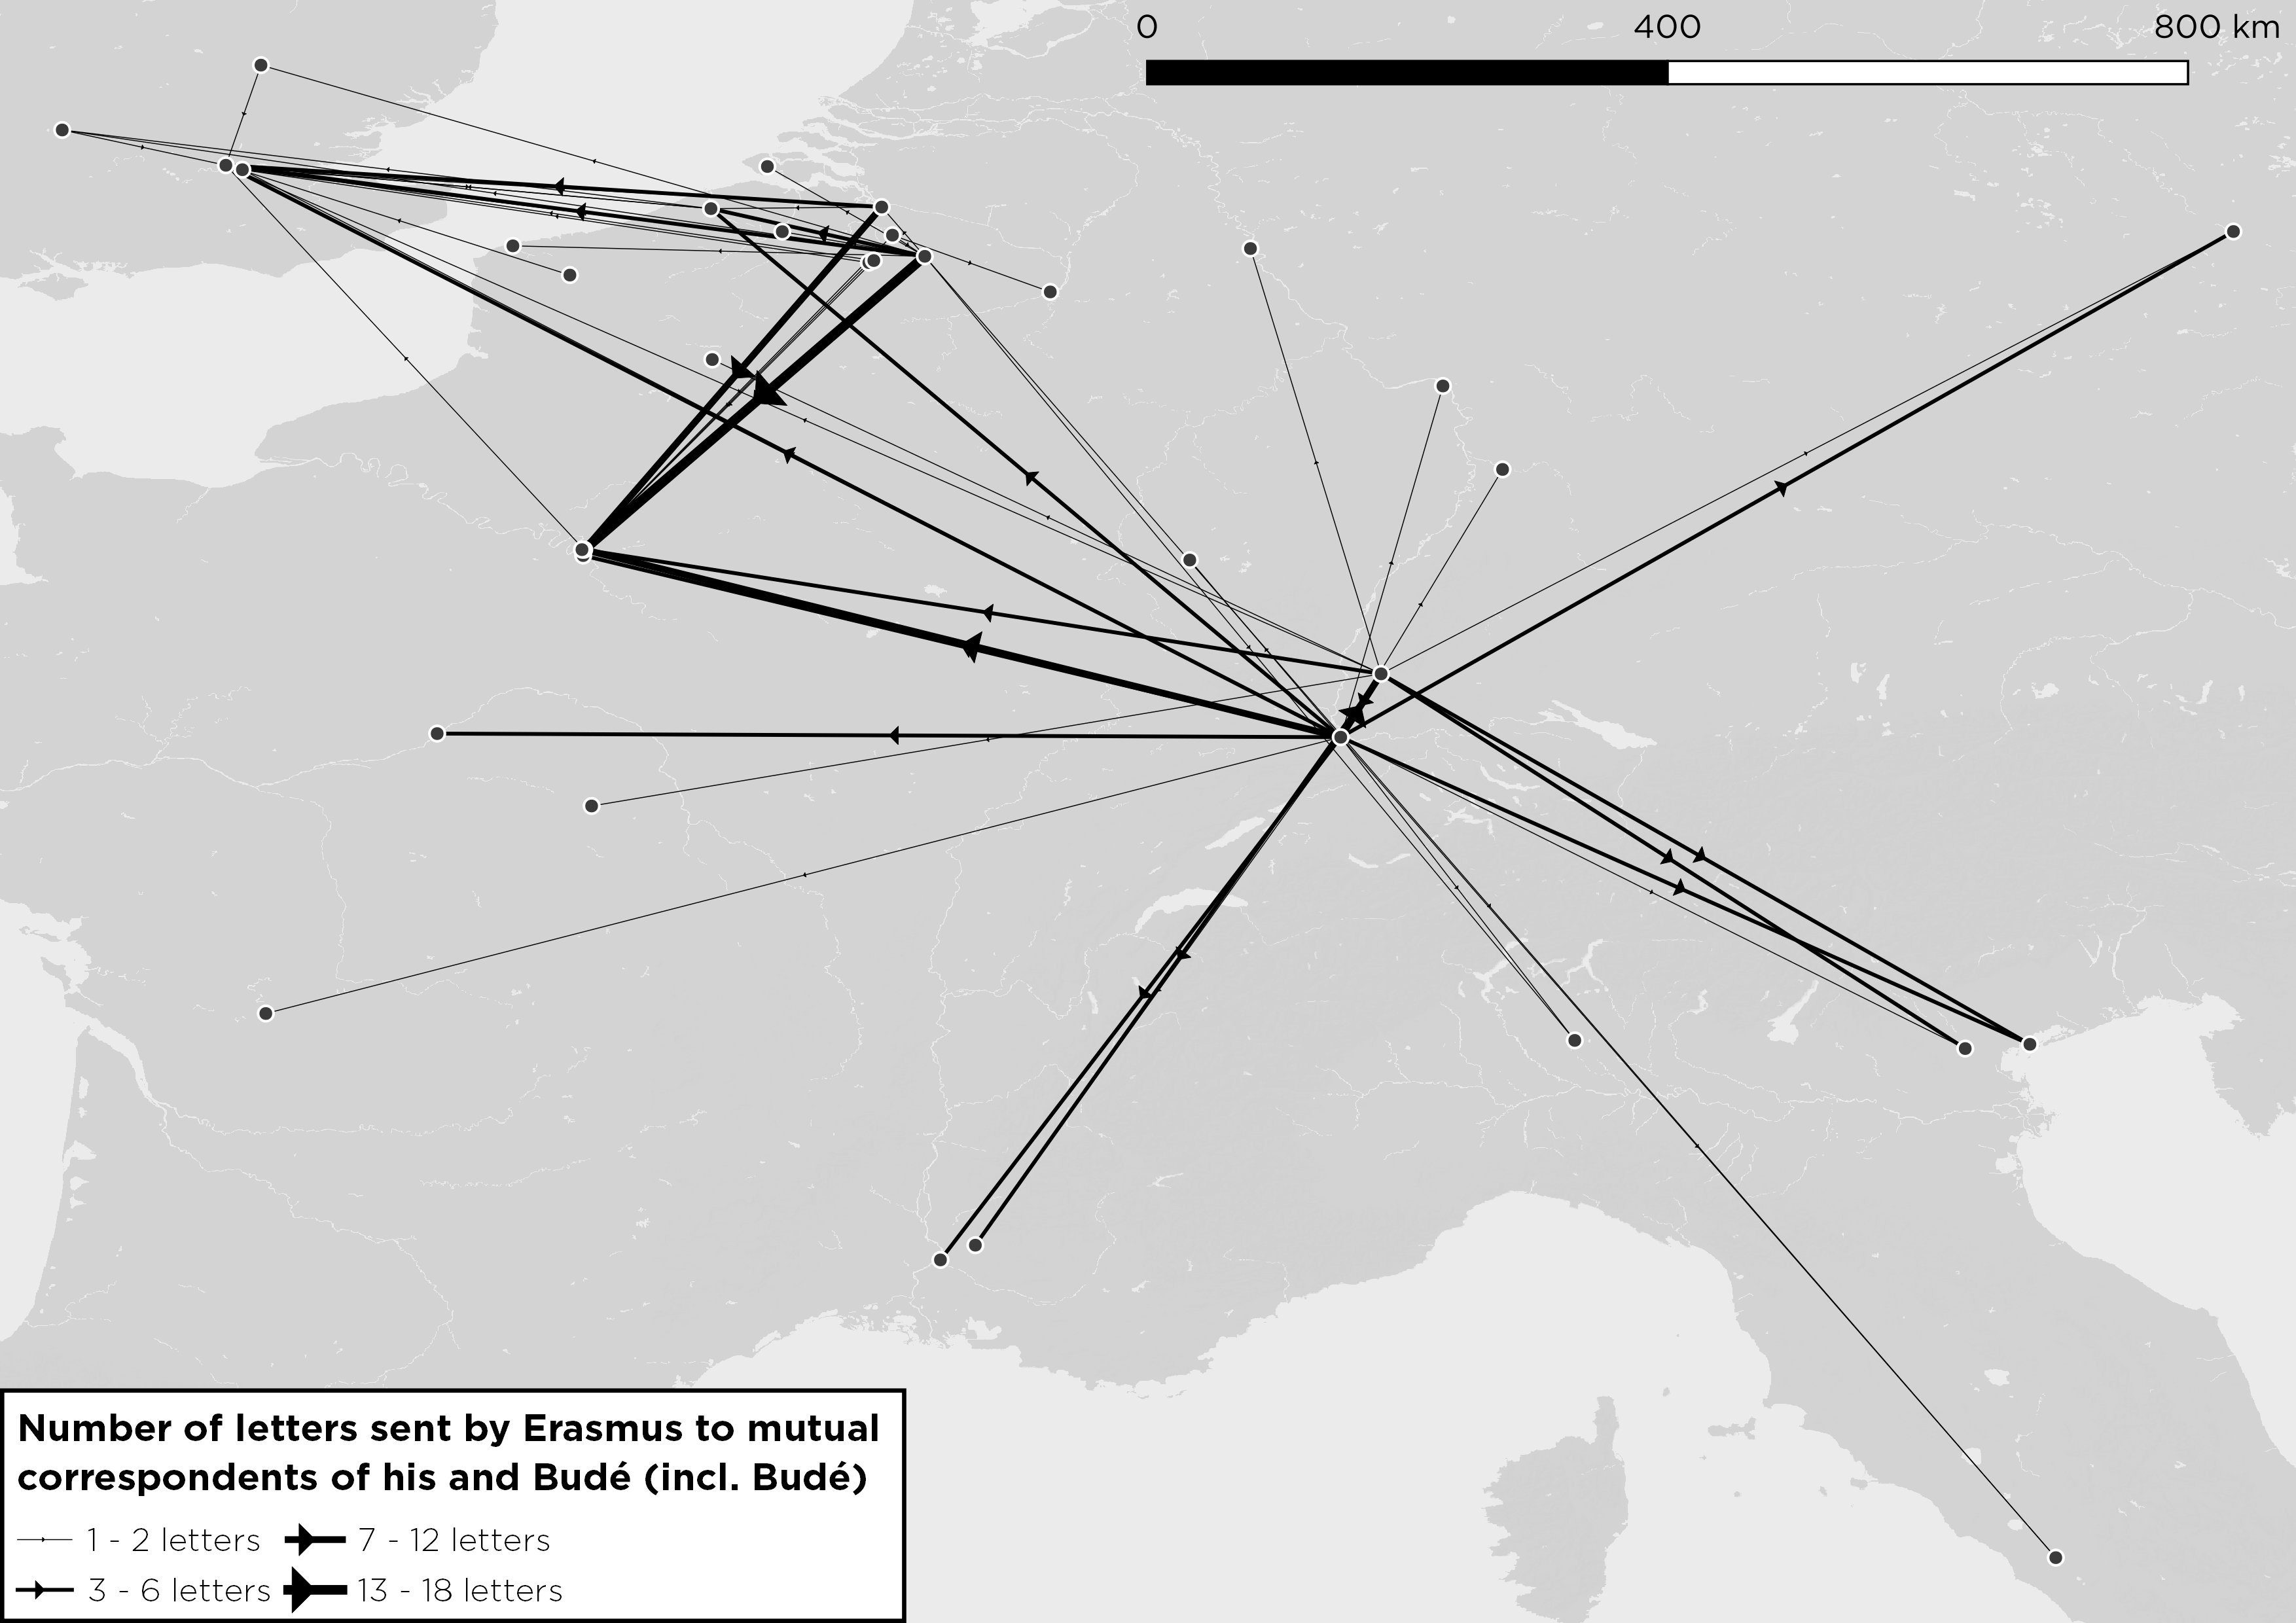 0 400 800 km
Number of letters sent by Erasmus to mutual
correspondents of his and Budé (incl. Budé)
1 - 2 letters 7 - 12 letters
3 - 6 letters 13 - 18 letters